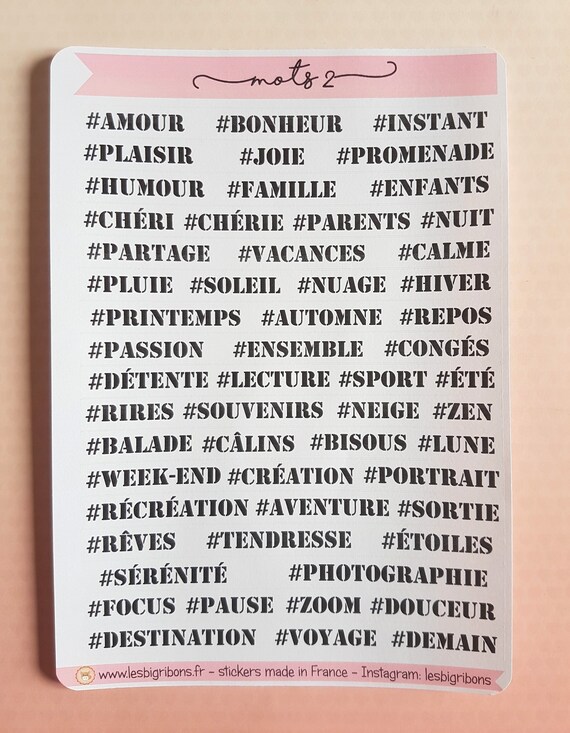 mots 2
#AMOUR #BONHEUR #INSTANT
#PLAISIR #JOIE #PROMENADE
#HUMOUR #FAMILLE #ENFANTS
#CHÉRI #CHÉRIE #PARENTS #NUIT
#PARTAGE #VACANCES #CALME
#PLUIE #SOLEIL #NUAGE #HIVER
#PRINTEMPS #AUTOMNE #REPOS
#PASSION #ENSEMBLE #CONGÉS
#DÉTENTE #LECTURE #SPORT #ÉTÉ
#RIRES #SOUVENIRS #NEIGE #ZEN
#BALADE #CÂLINS #BISOUS #LUNE
#WEEK-END #CRÉATION #PORTRAIT
#RÉCRÉATION #AVENTURE #SORTIE
#RÊVES #TENDRESSE #ÉTOILES
#SÉRÉNITÉ #PHOTOGRAPHIE
#FOCUS #PAUSE #ZOOM #DOUCEUR
#DESTINATION #VOYAGE #DEMAIN
www.lesbigribons.fr - stickers made in France - Instagram: lesbigribons